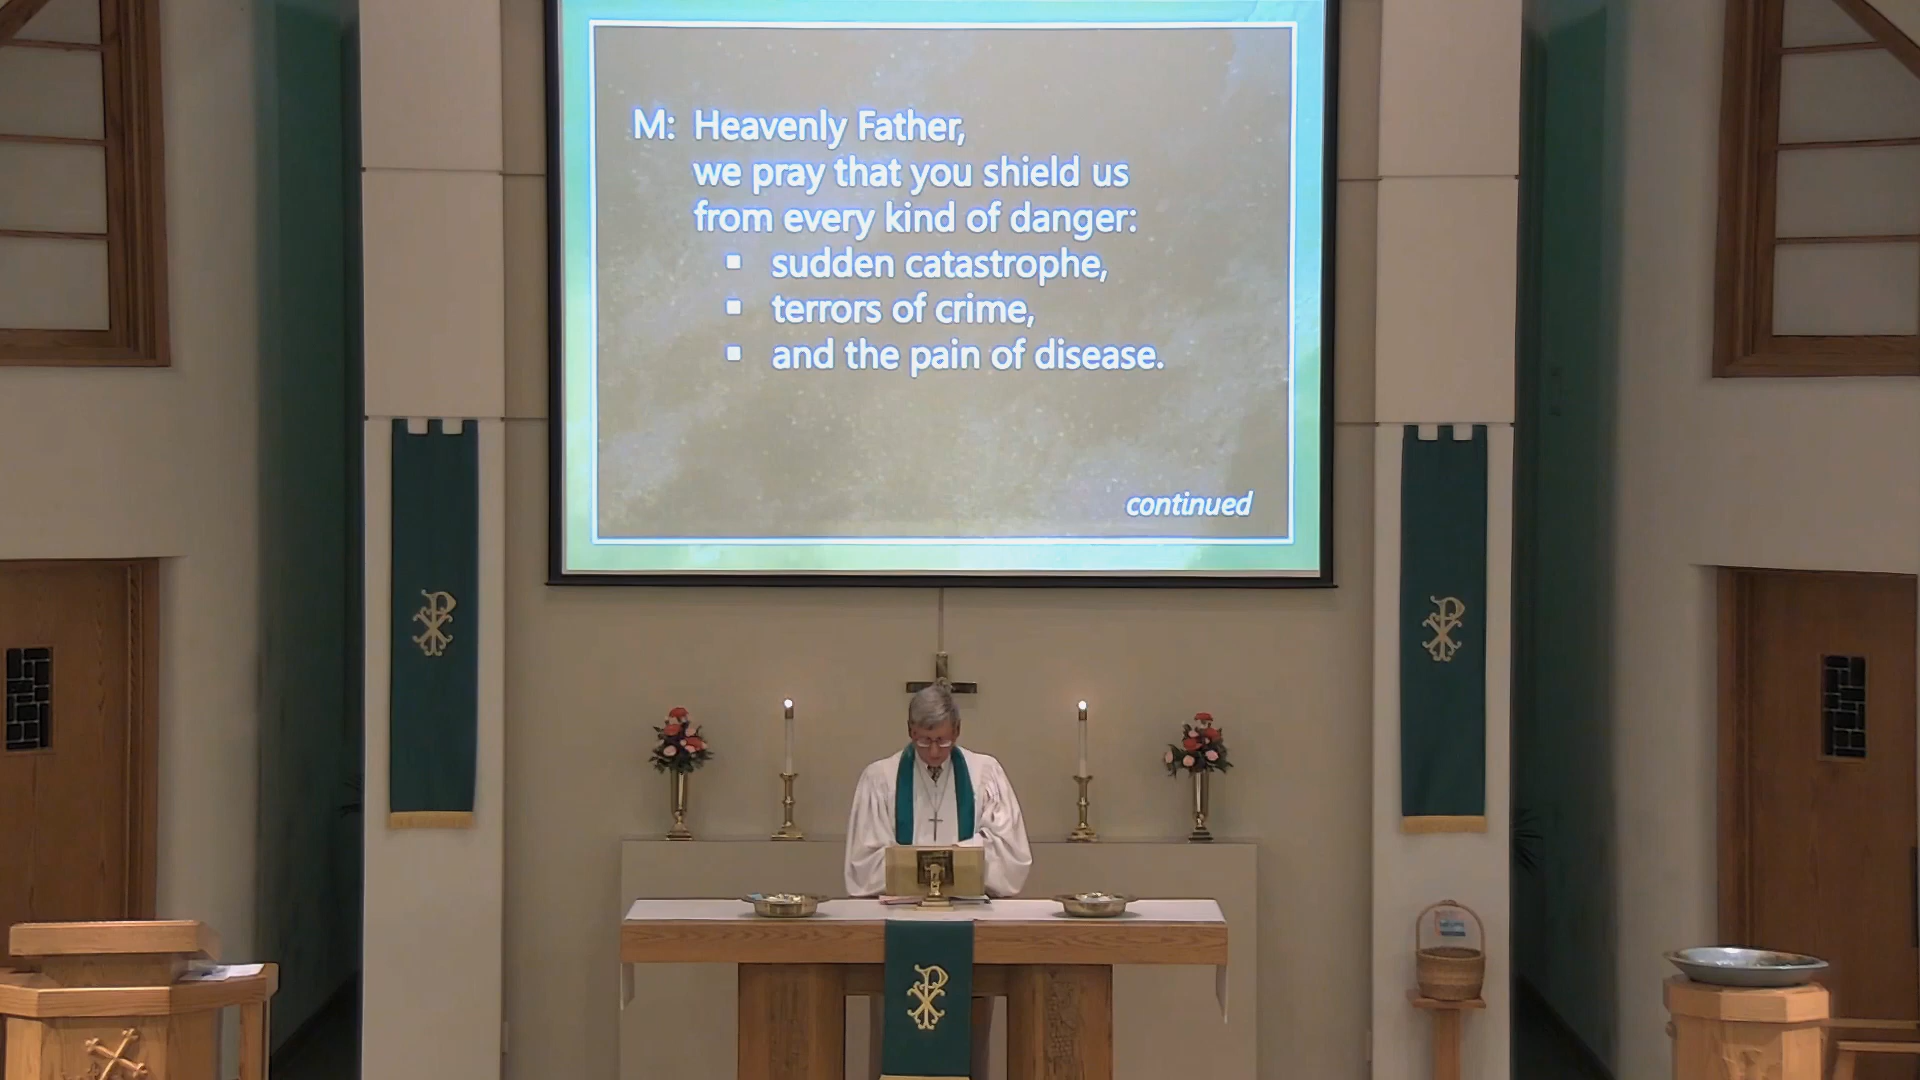 M: Heavenly Father,
we pray that you shield us
from every kind of danger:
▪ sudden catastrophe,
▪ terrors of crime,
▪ and the pain of disease.
continued